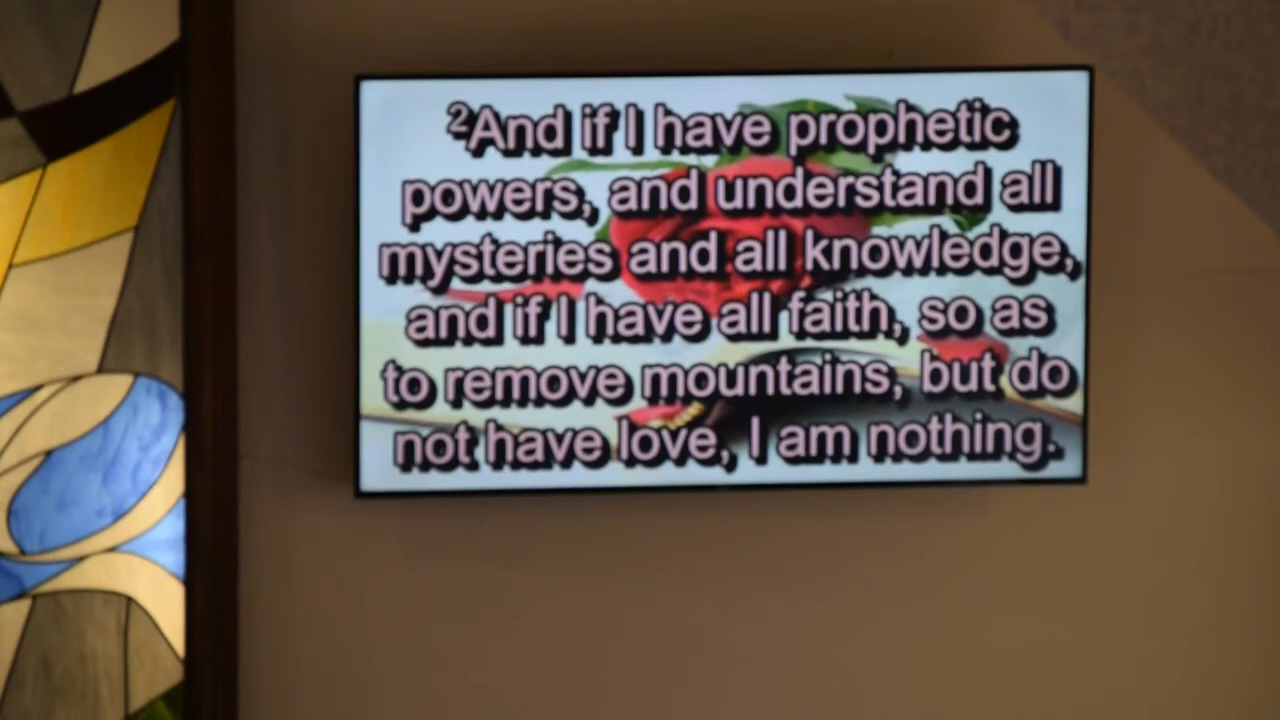 ²And if I have prophetic
powers, and understand all
mysteries and all knowledge,
and if I have all faith, so as
to remove mountains, but do
not have love, I am nothing.